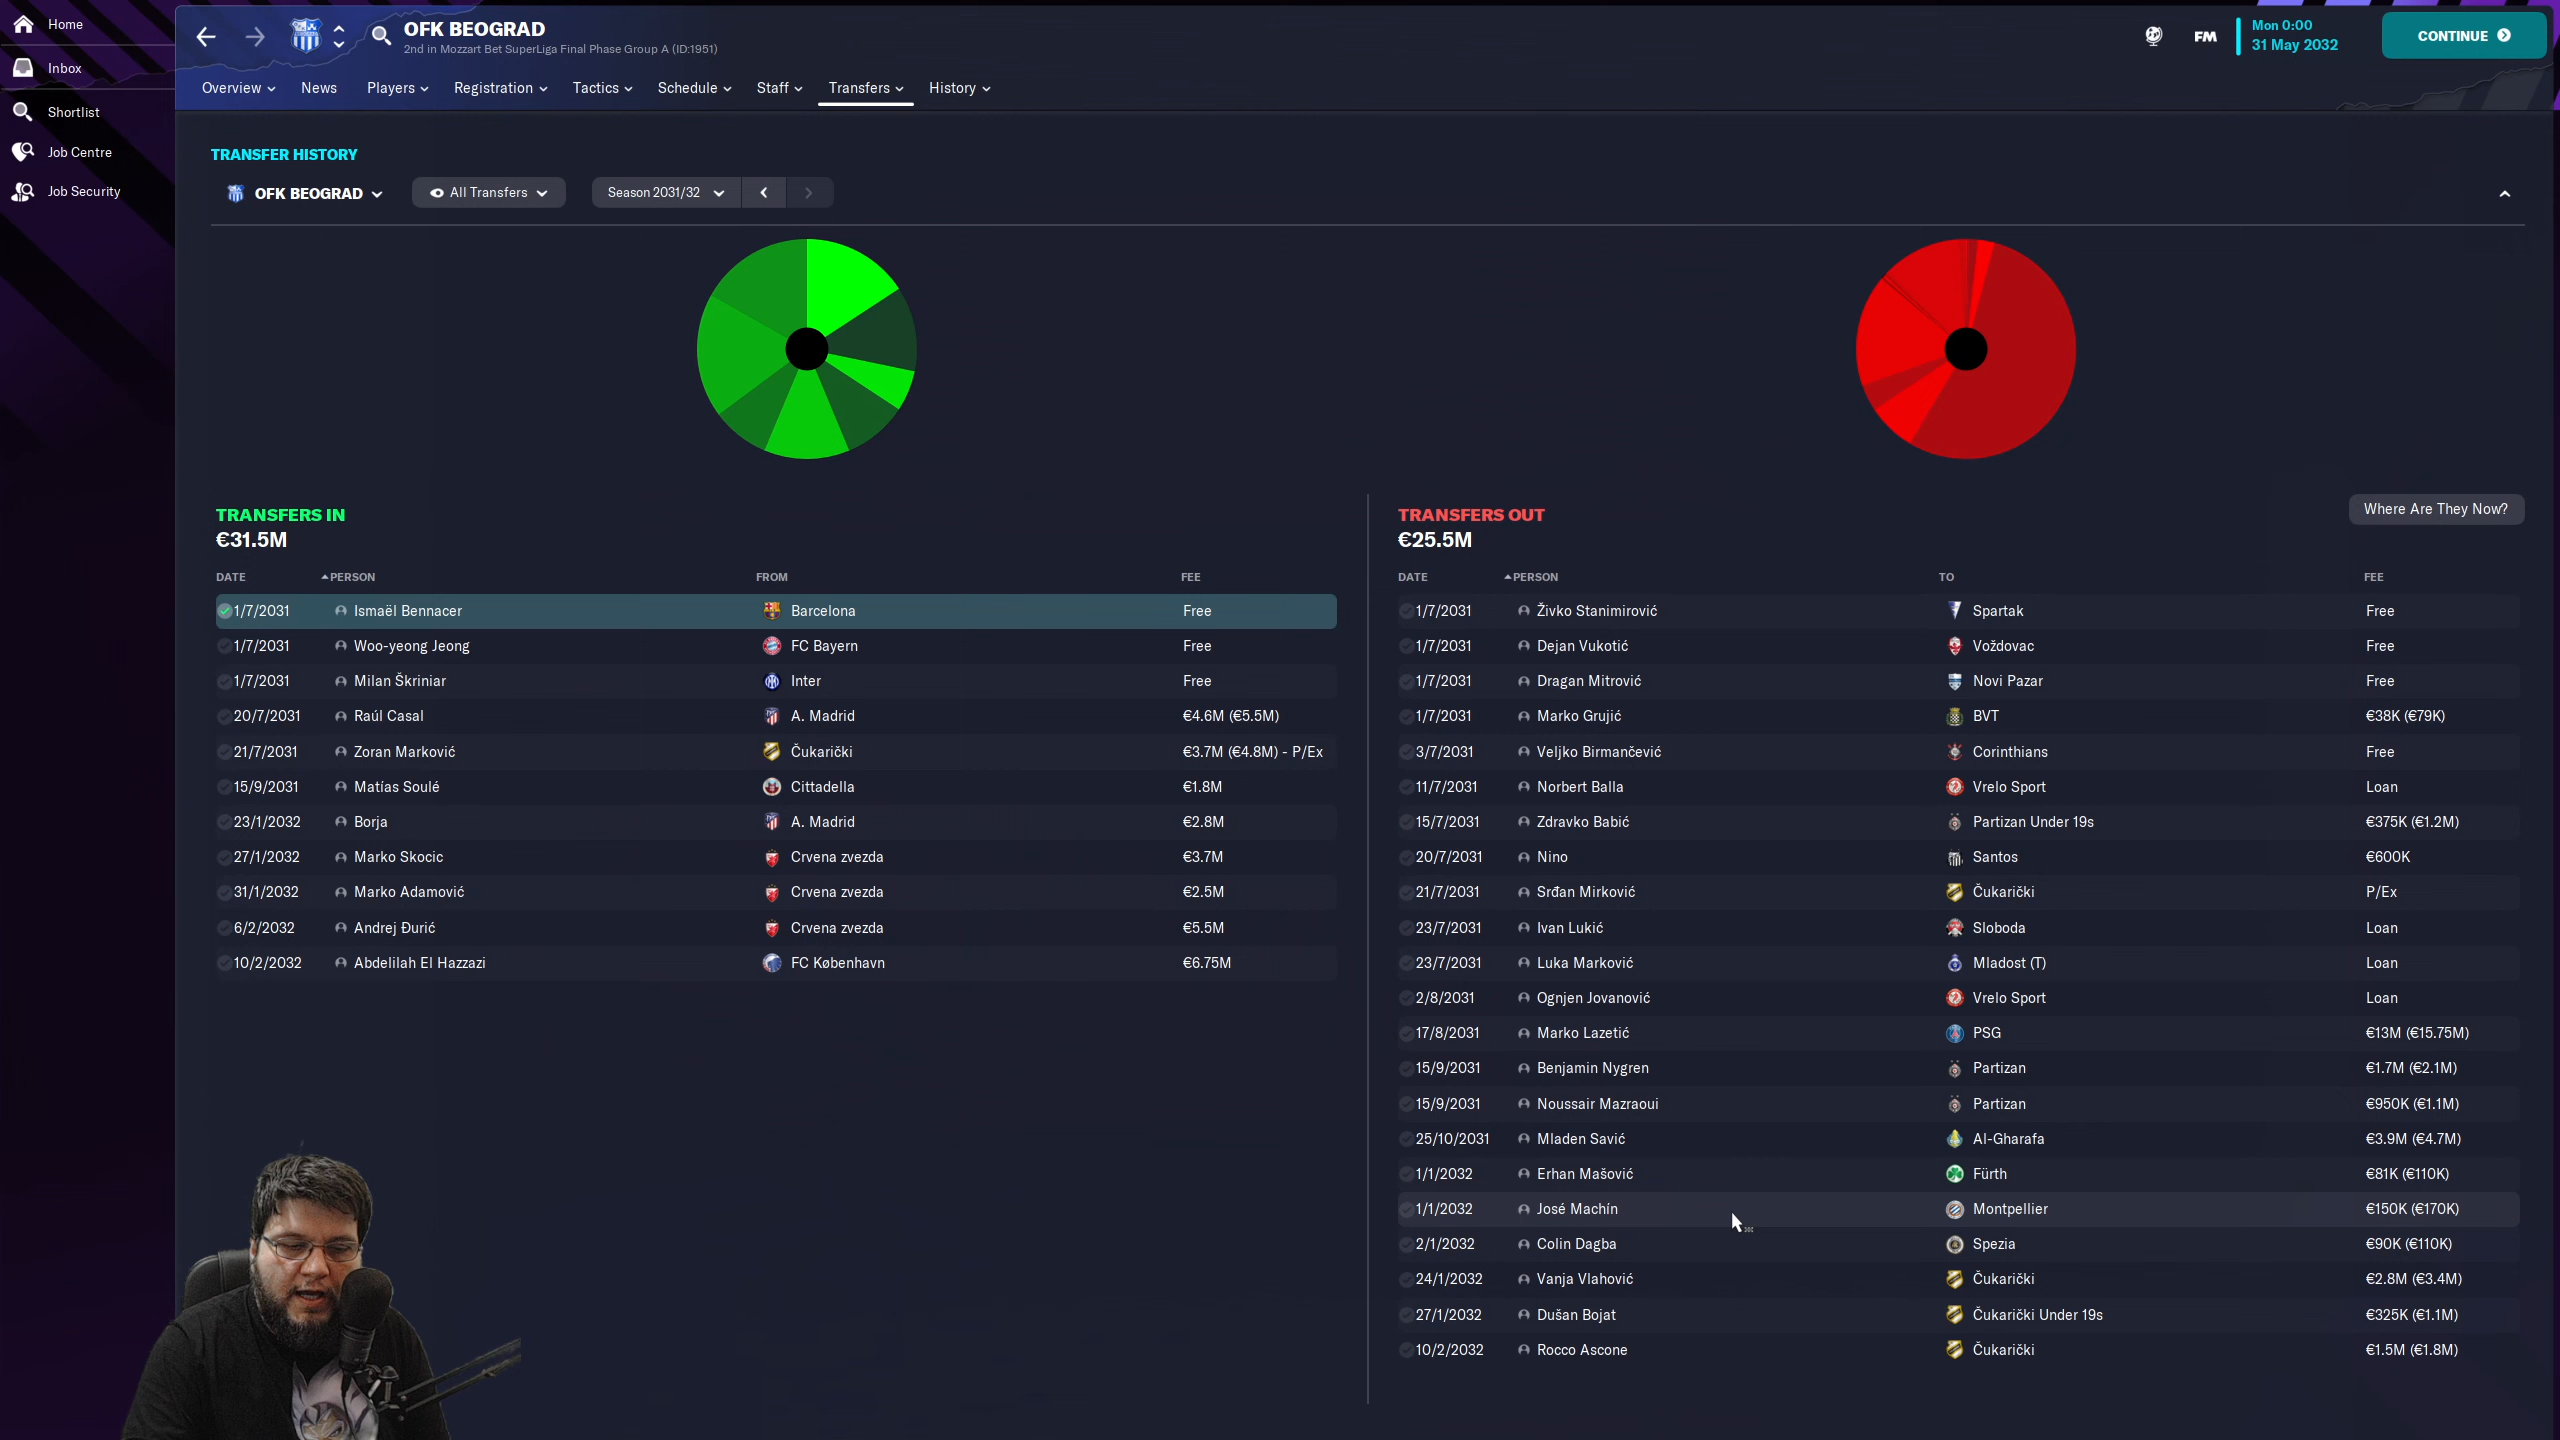 Home
Inbox
Shortlist
Job Centre
Job Security
OFK BEOGRAD
2nd in Mozzart Bet SuperLiga Final Phase Group A (ID:1951)
FM
Mon 0:00
31 May 2032
CONTINUE
Overview News Players Registration Tactics Schedule Staff Transfers History
TRANSFER HISTORY
OFK BEOGRAD All Transfers Season 2031/32
TRANSFERS IN
€31.5M
DATE PERSON FROM FEE
1/7/2031 Ismaël Bennacer Barcelona Free
1/7/2031 Woo-yeong Jeong FC Bayern Free
1/7/2031 Milan Škriniar Inter Free
20/7/2031 Raúl Casal A. Madrid €4.6M (€5.5M)
21/7/2031 Zoran Marković Čukarički €3.7M (€4.8M) - P/Ex
15/9/2031 Matías Soulé Cittadella €1.8M
23/1/2032 Borja A. Madrid €2.8M
27/1/2032 Marko Skocic Crvena zvezda €3.7M
31/1/2032 Marko Adamović Crvena zvezda €2.5M
6/2/2032 Andrej Đurić Crvena zvezda €5.5M
10/2/2032 Abdelilah El Hazzazi FC København €6.75M
TRANSFERS OUT
€25.5M
Where Are They Now?
DATE PERSON TO FEE
1/7/2031 Živko Stanimirović Spartak Free
1/7/2031 Dejan Vukotić Voždovac Free
1/7/2031 Dragan Mitrović Novi Pazar Free
1/7/2031 Marko Grujić BVT €38K (€79K)
3/7/2031 Veljko Birmančević Corinthians Free
11/7/2031 Norbert Balla Vrelo Sport Loan
15/7/2031 Zdravko Babić Partizan Under 19s €375K (€1.2M)
20/7/2031 Nino Santos €600K
21/7/2031 Srđan Mirković Čukarički P/Ex
23/7/2031 Ivan Lukić Sloboda Loan
23/7/2031 Luka Marković Mladost (T) Loan
2/8/2031 Ognjen Jovanović Vrelo Sport Loan
17/8/2031 Marko Lazetić PSG €13M (€15.75M)
15/9/2031 Benjamin Nygren Partizan €1.7M (€2.1M)
15/9/2031 Noussair Mazraoui Partizan €950K (€1.1M)
25/10/2031 Mladen Savić Al-Gharafa €3.9M (€4.7M)
1/1/2032 Erhan Mašović Fürth €81K (€110K)
1/1/2032 José Machín Montpellier €150K (€170K)
2/1/2032 Colin Dagba Spezia €90K (€110K)
24/1/2032 Vanja Vlahović Čukarički €2.8M (€3.4M)
27/1/2032 Dušan Bojat Čukarički Under 19s €325K (€1.1M)
10/2/2032 Rocco Ascone Čukarički €1.5M (€1.8M)